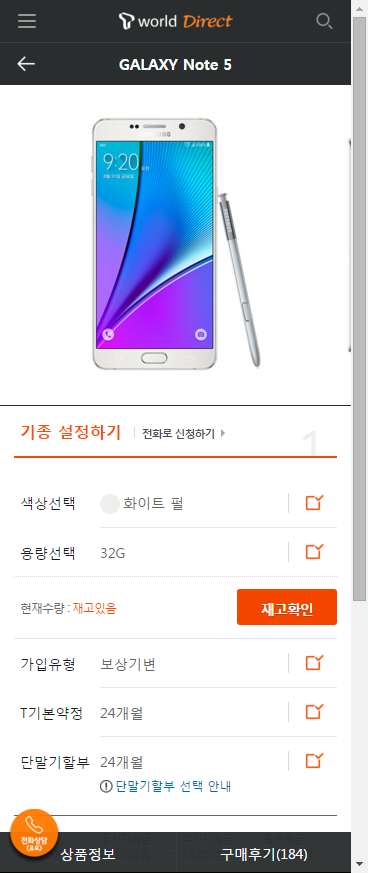 T world Direct
GALAXY Note 5
SAMSUNG
9:20
기종 설정하기
전화로 신청하기
1
색상선택
화이트 펄
용량선택
32G
현재수량 : 재고있음
재고확인
가입유형
보상기변
T기본약정
24개월
단말기할부
24개월
단말기할부 선택 안내
전화상담
(유료)
상품정보
구매후기(184)